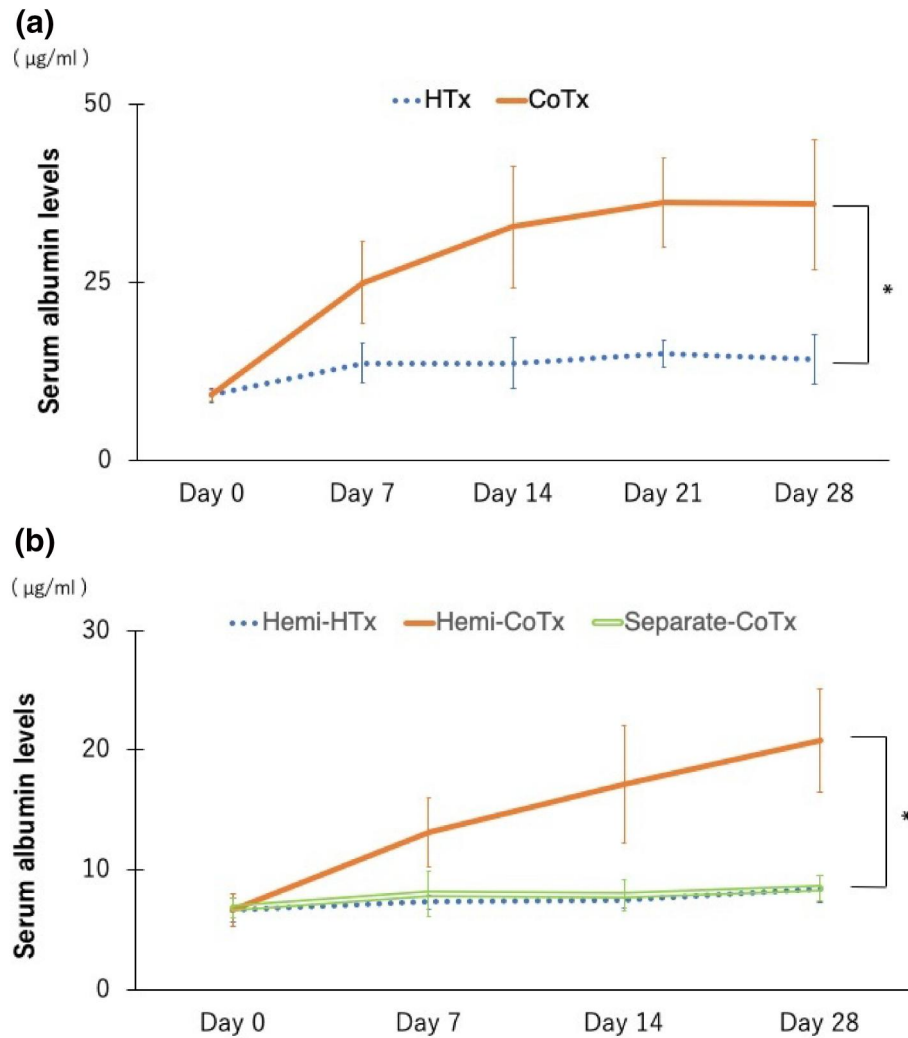 (a)
( μg/ml )
HTx CoTx
50
25
0
Serum albumin levels
*
Day 0 Day 7 Day 14 Day 21 Day 28
(b)
( μg/ml )
Hemi-HTx Hemi-CoTx Separate-CoTx
30
20
10
0
Serum albumin levels
*
Day 0 Day 7 Day 14 Day 28